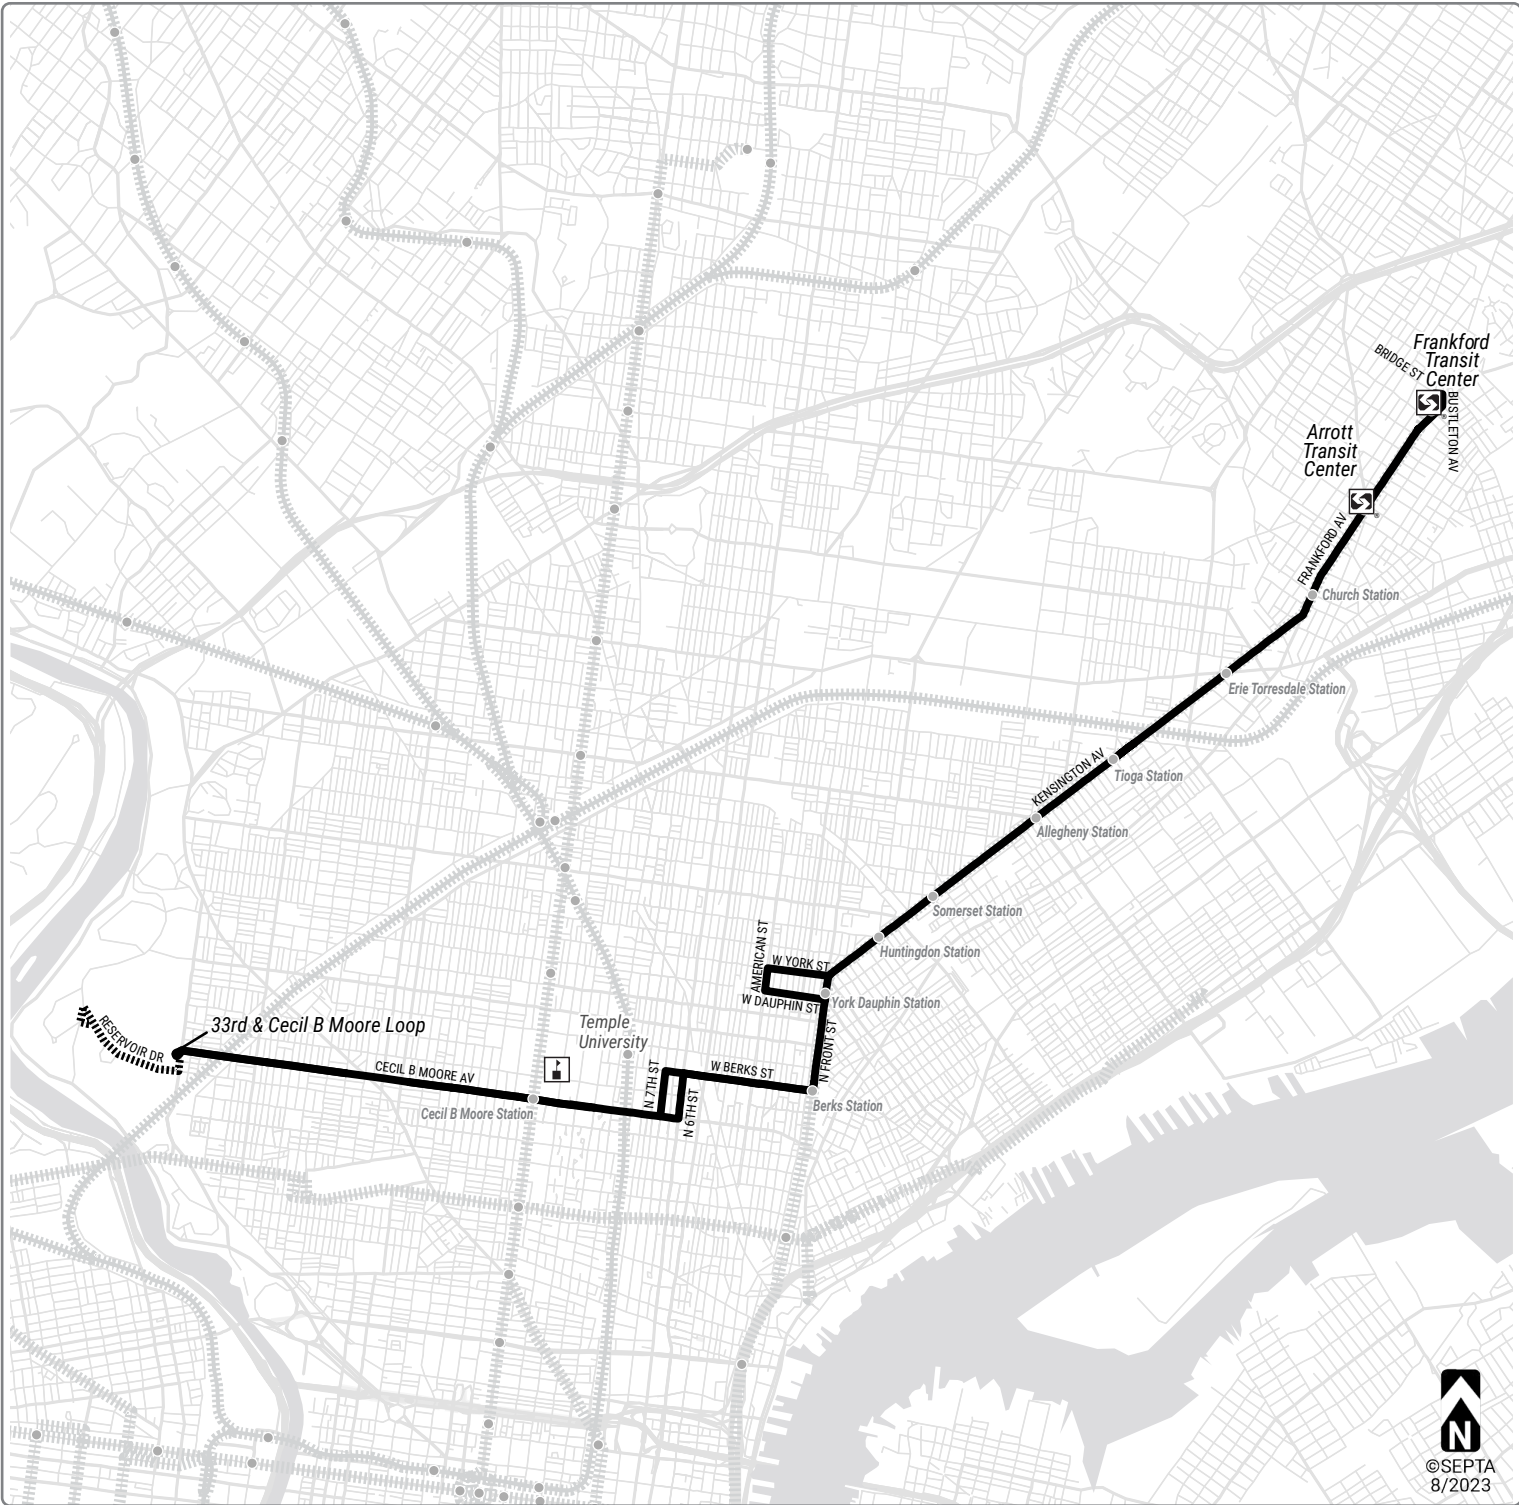 Frankford
Transit
Center
BRIDGE ST
BUSTLETON AV
Arrott
Transit
Center
FRANKFORD AV
Church Station
Erie Torresdale Station
KENSINGTON AV
Tioga Station
Allegheny Station
Somerset Station
Huntingdon Station
AMERICAN ST
W YORK ST
W DAUPHIN ST
York Dauphin Station
N FRONT ST
33rd & Cecil B Moore Loop
RESERVOIR DR
Temple
University
CECIL B MOORE AV
N 7TH ST
W BERKS ST
N 6TH ST
Cecil B Moore Station
Berks Station
N
©SEPTA
8/2023